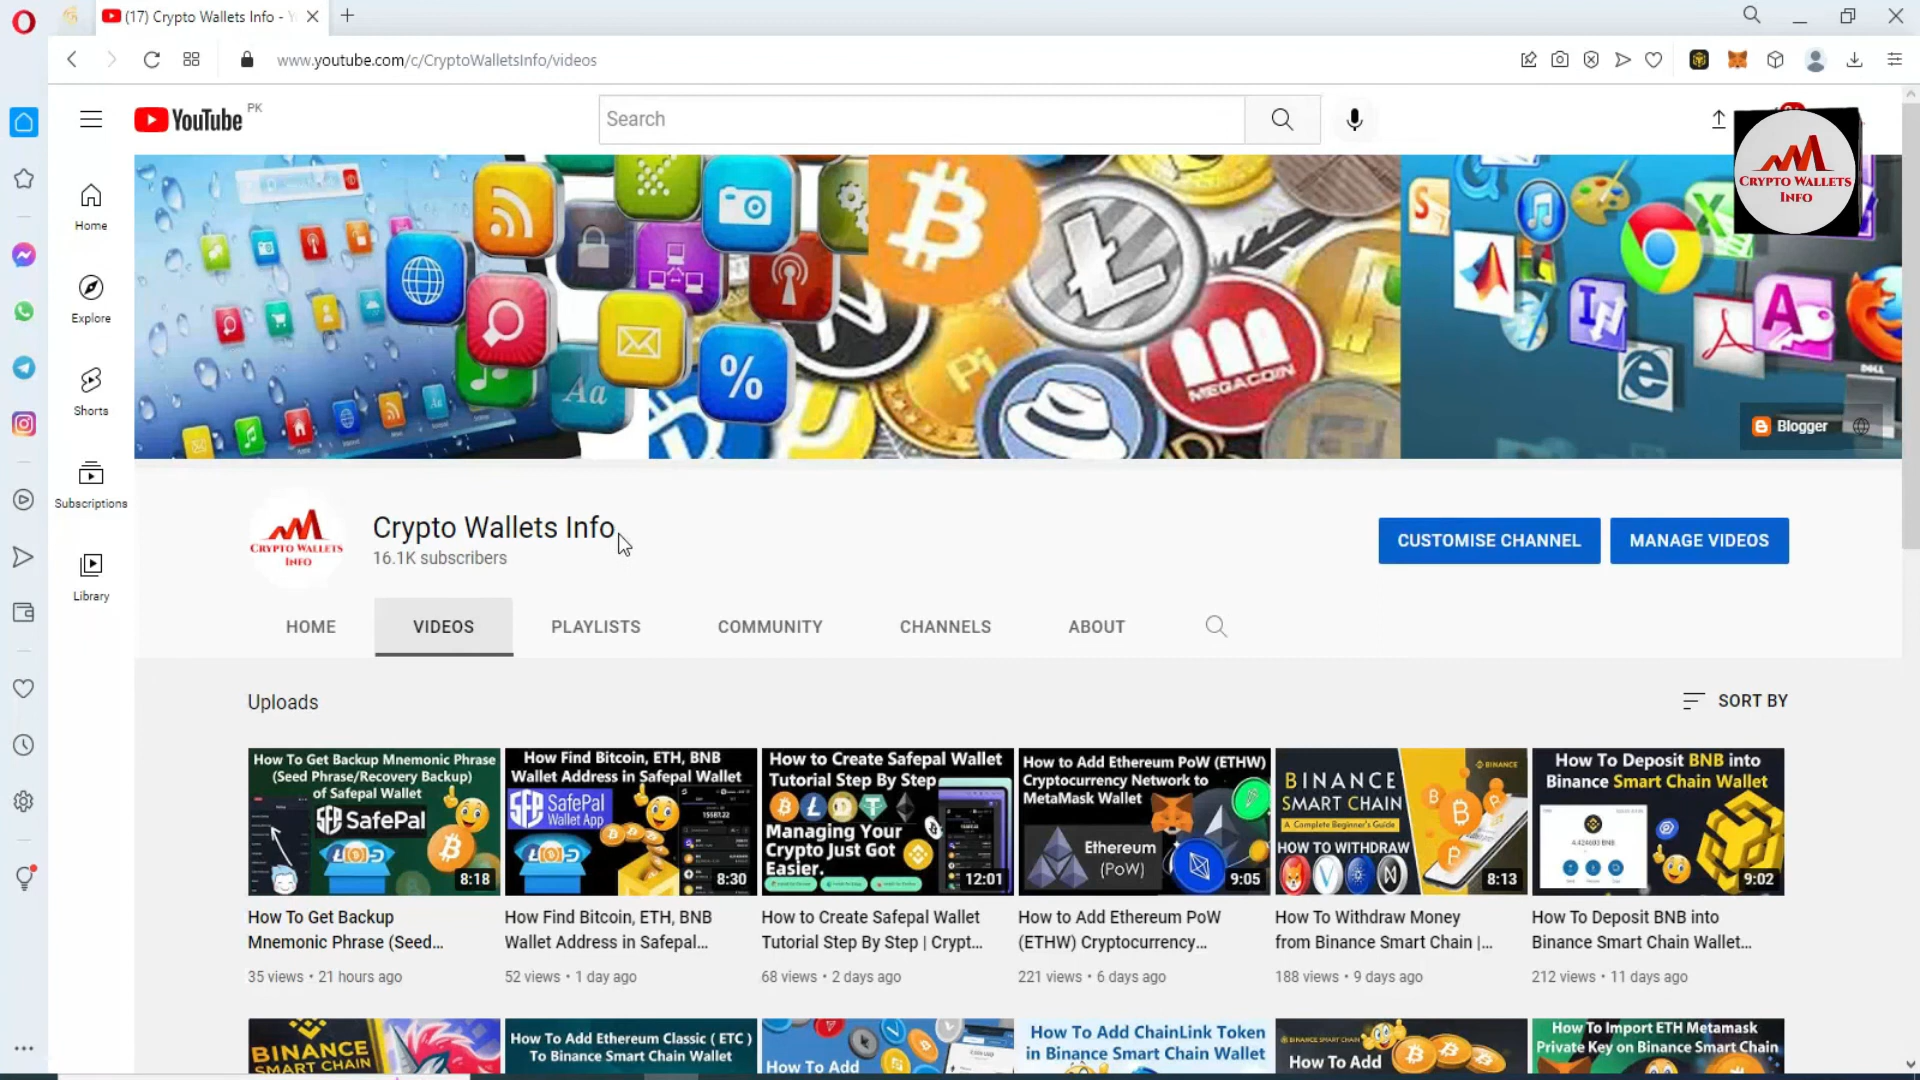 (17) Crypto Wallets Info -
www.youtube.com/c/CryptoWalletsInfo/videos
YouTube PK
Search
CRYPTO WALLETS
INFO
Home
Explore
Shorts
Subscriptions
Library
Aa
%
Pi
MEGACOIN
DELL
Blogger
CRYPTO WALLETS
INFO
Crypto Wallets Info
16.1K subscribers
CUSTOMISE CHANNEL
MANAGE VIDEOS
HOME
VIDEOS
PLAYLISTS
COMMUNITY
CHANNELS
ABOUT
Uploads
SORT BY
How To Get Backup Mnemonic Phrase
(Seed Phrase/Recovery Backup)
of Safepal Wallet
SafePal
8:18
How To Get Backup
Mnemonic Phrase (Seed...
35 views • 21 hours ago
How Find Bitcoin, ETH, BNB
Wallet Address in Safepal Wallet
SafePal
Wallet App
8:30
How Find Bitcoin, ETH, BNB
Wallet Address in Safepal...
52 views • 1 day ago
How to Create Safepal Wallet
Tutorial Step By Step
Managing Your
Crypto Just Got
Easier.
12:01
How to Create Safepal Wallet
Tutorial Step By Step | Crypt...
68 views • 2 days ago
How to Add Ethereum PoW (ETHW)
Cryptocurrency Network to
MetaMask Wallet
Ethereum
(PoW)
9:05
How to Add Ethereum PoW
(ETHW) Cryptocurrency...
221 views • 6 days ago
BINANCE
BINANCE
SMART CHAIN
A Complete Beginner's Guide
HOW TO WITHDRAW
8:13
How To Withdraw Money
from Binance Smart Chain |...
188 views • 9 days ago
How To Deposit BNB into
Binance Smart Chain Wallet
9:02
How To Deposit BNB into
Binance Smart Chain Wallet...
212 views • 11 days ago
BINANCE
SMART CHAIN
How To Add Ethereum Classic ( ETC )
To Binance Smart Chain Wallet
How To Add
How To Add ChainLink Token
in Binance Smart Chain Wallet
How To Add
How To Import ETH Metamask
Private Key on Binance Smart Chain